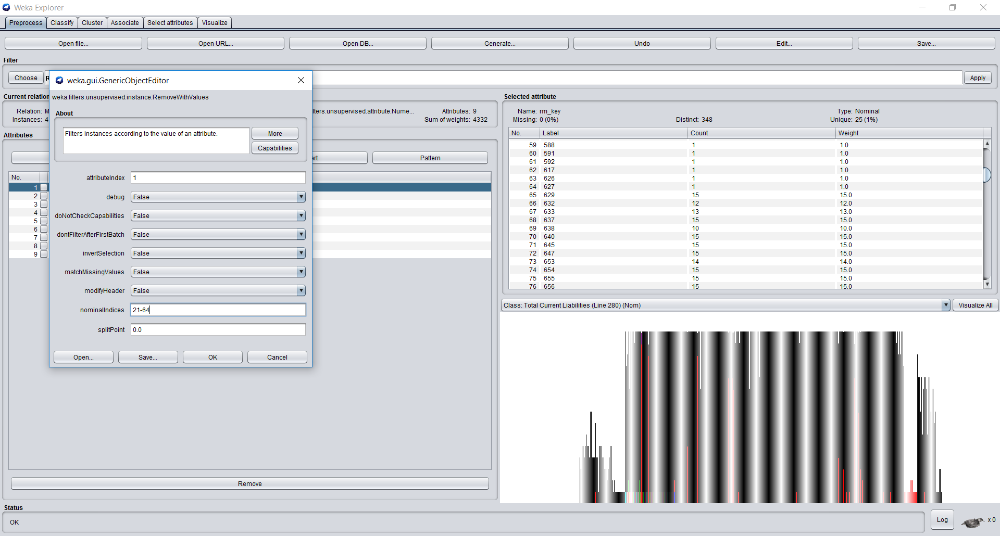 Weka Explorer
Preprocess Classify Cluster Associate Select attributes Visualize
Open file... Open URL... Open DB... Generate... Undo Edit... Save...
Filter
Choose R Apply
weka.gui.GenericObjectEditor
weka.filters.unsupervised.instance.RemoveWithValues
About
Filters instances according to the value of an attribute.
More
Capabilities
attributeIndex 1
debug False
doNotCheckCapabilities False
dontFilterAfterFirstBatch False
invertSelection False
matchMissingValues False
modifyHeader False
nominalIndices 21-64
splitPoint 0.0
Open... Save... OK Cancel
Current relation
Relation: M lters.unsupervised.attribute.Nume... Attributes: 9
Instances: 4 Sum of weights: 4332
Attributes
ert Pattern
No.
1
2
3
4
5
6
7
8
9
Remove
Selected attribute
Name: rm_key Type: Nominal
Missing: 0 (0%) Distinct: 348 Unique: 25 (1%)
No. Label Count Weight
59 588 1 1.0
60 591 1 1.0
61 592 1 1.0
62 617 1 1.0
63 626 1 1.0
64 627 1 1.0
65 629 15 15.0
66 632 12 12.0
67 633 13 13.0
68 637 15 15.0
69 638 10 10.0
70 640 15 15.0
71 645 15 15.0
72 647 15 15.0
73 653 14 14.0
74 654 15 15.0
75 655 15 15.0
76 656 15 15.0
Class: Total Current Liabilities (Line 280) (Nom) Visualize All
Status
OK Log x 0